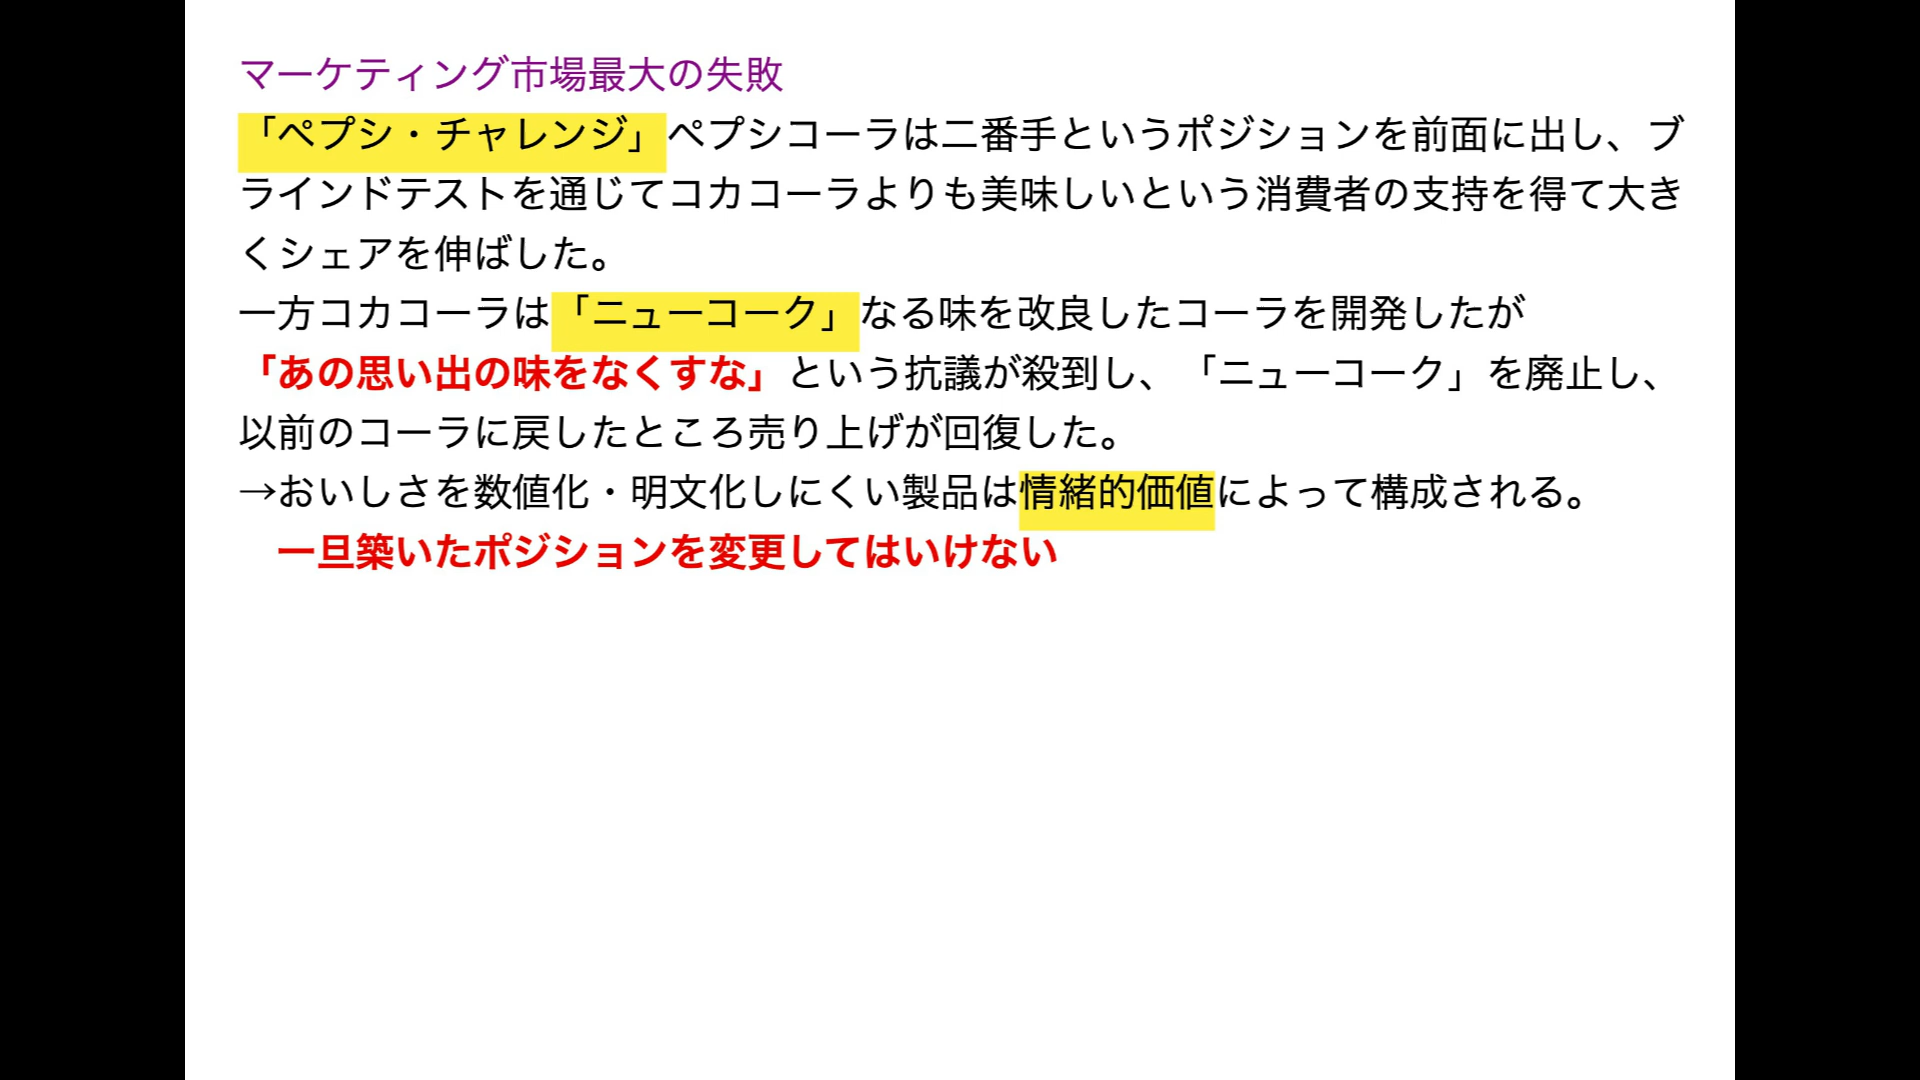 マーケティング市場最大の失敗
「ペプシ・チャレンジ」ペプシコーラは二番手というポジションを前面に出し、ブ
ラインドテストを通じてコカコーラよりも美味しいという消費者の支持を得て大き
くシェアを伸ばした。
一方コカコーラは「ニューコーク」なる味を改良したコーラを開発したが
「あの思い出の味をなくすな」という抗議が殺到し、「ニューコーク」を廃止し、
以前のコーラに戻したところ売り上げが回復した。
→おいしさを数値化・明文化しにくい製品は情緒的価値によって構成される。
一旦築いたポジションを変更してはいけない